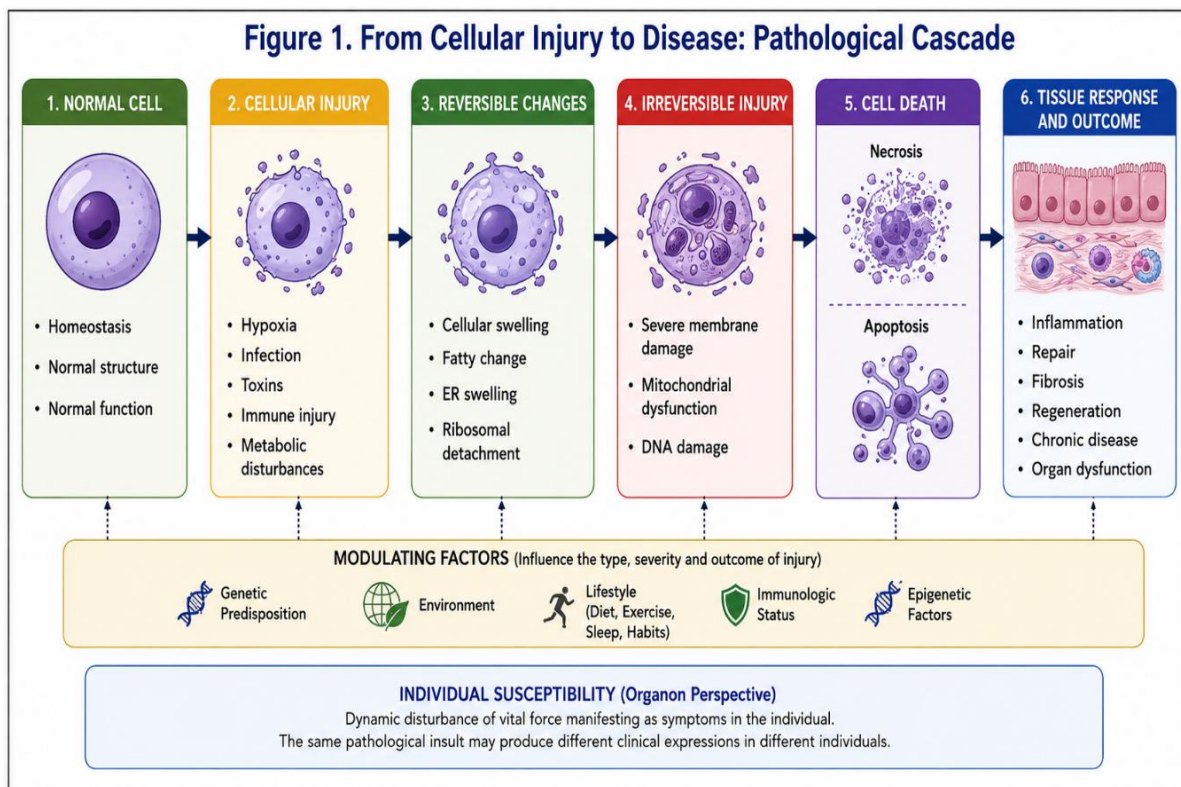 Figure 1. From Cellular Injury to Disease: Pathological Cascade
1. NORMAL CELL
• Homeostasis
• Normal structure
• Normal function
2. CELLULAR INJURY
• Hypoxia
• Infection
• Toxins
• Immune injury
• Metabolic
disturbances
3. REVERSIBLE CHANGES
• Cellular swelling
• Fatty change
• ER swelling
• Ribosomal
detachment
4. IRREVERSIBLE INJURY
• Severe membrane
damage
• Mitochondrial
dysfunction
• DNA damage
5. CELL DEATH
Necrosis
Apoptosis
6. TISSUE RESPONSE
AND OUTCOME
• Inflammation
• Repair
• Fibrosis
• Regeneration
• Chronic disease
• Organ dysfunction
MODULATING FACTORS (Influence the type, severity and outcome of injury)
Genetic
Predisposition
Environment
Lifestyle
(Diet, Exercise,
Sleep, Habits)
Immunologic
Status
Epigenetic
Factors
INDIVIDUAL SUSCEPTIBILITY (Organon Perspective)
Dynamic disturbance of vital force manifesting as symptoms in the individual.
The same pathological insult may produce different clinical expressions in different individuals.